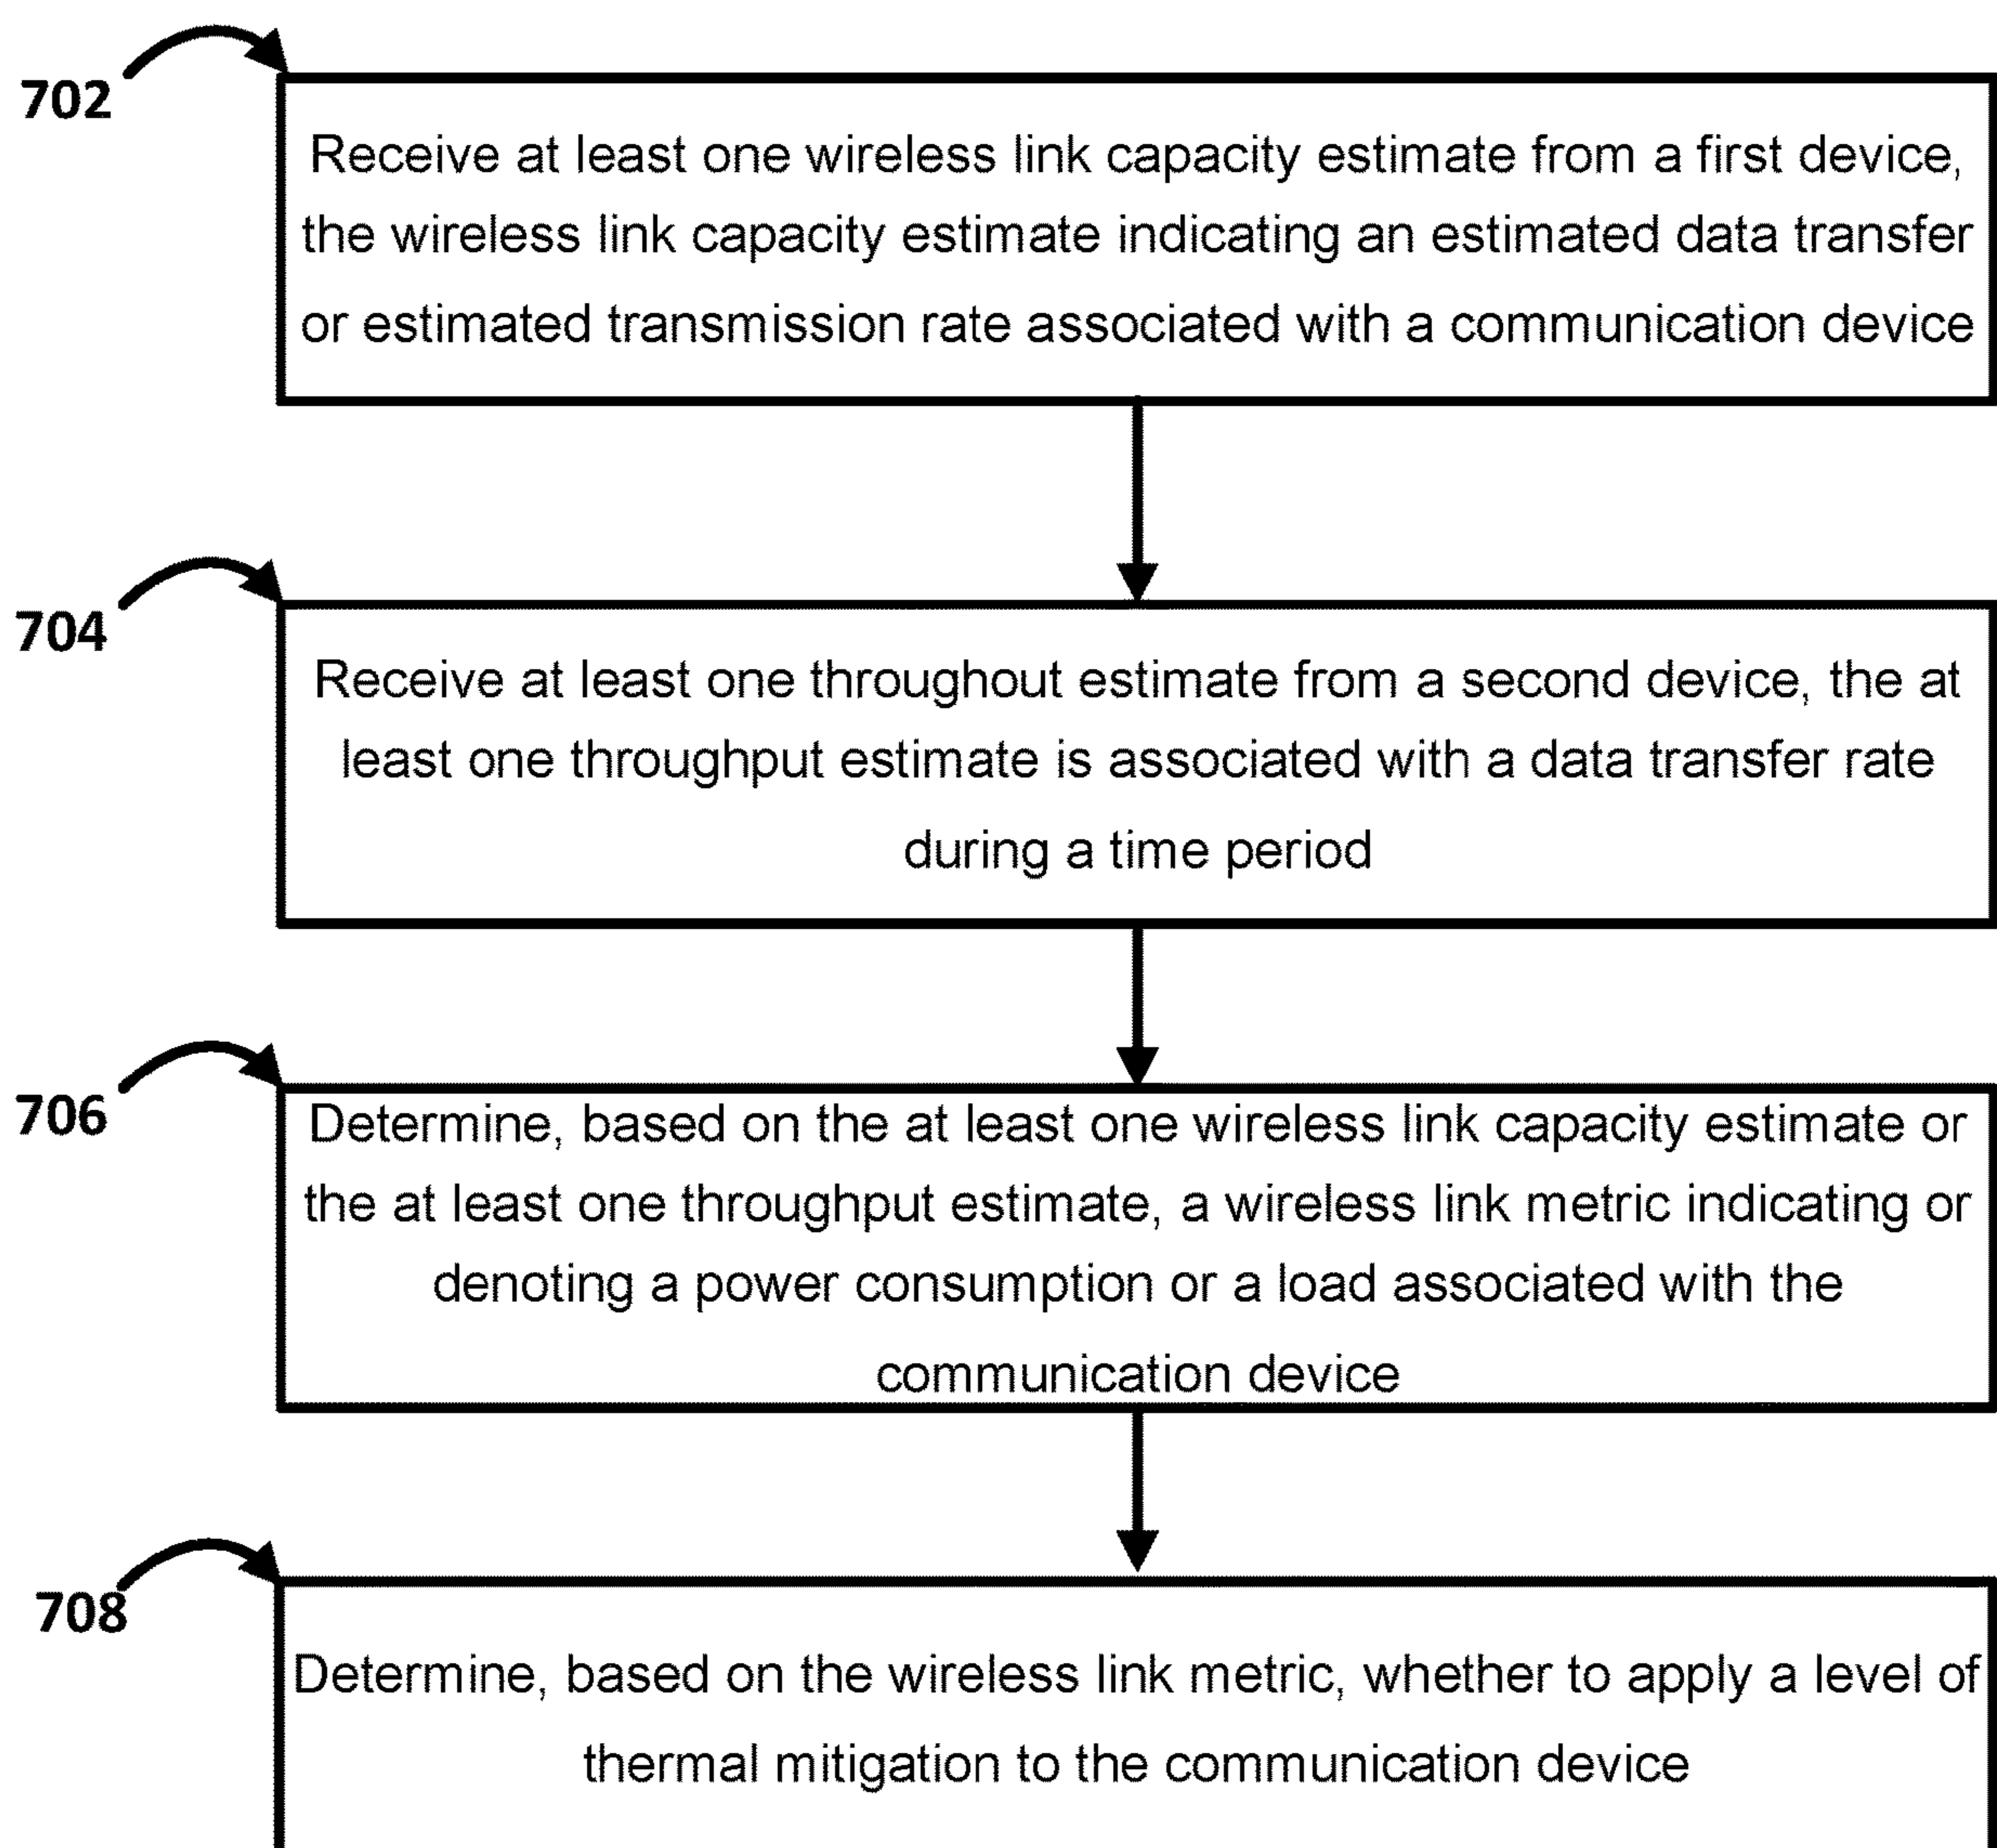 702
Receive at least one wireless link capacity estimate from a first device,
the wireless link capacity estimate indicating an estimated data transfer
or estimated transmission rate associated with a communication device
704
Receive at least one throughout estimate from a second device, the at
least one throughput estimate is associated with a data transfer rate
during a time period
706
Determine, based on the at least one wireless link capacity estimate or
the at least one throughput estimate, a wireless link metric indicating or
denoting a power consumption or a load associated with the
communication device
708
Determine, based on the wireless link metric, whether to apply a level of
thermal mitigation to the communication device